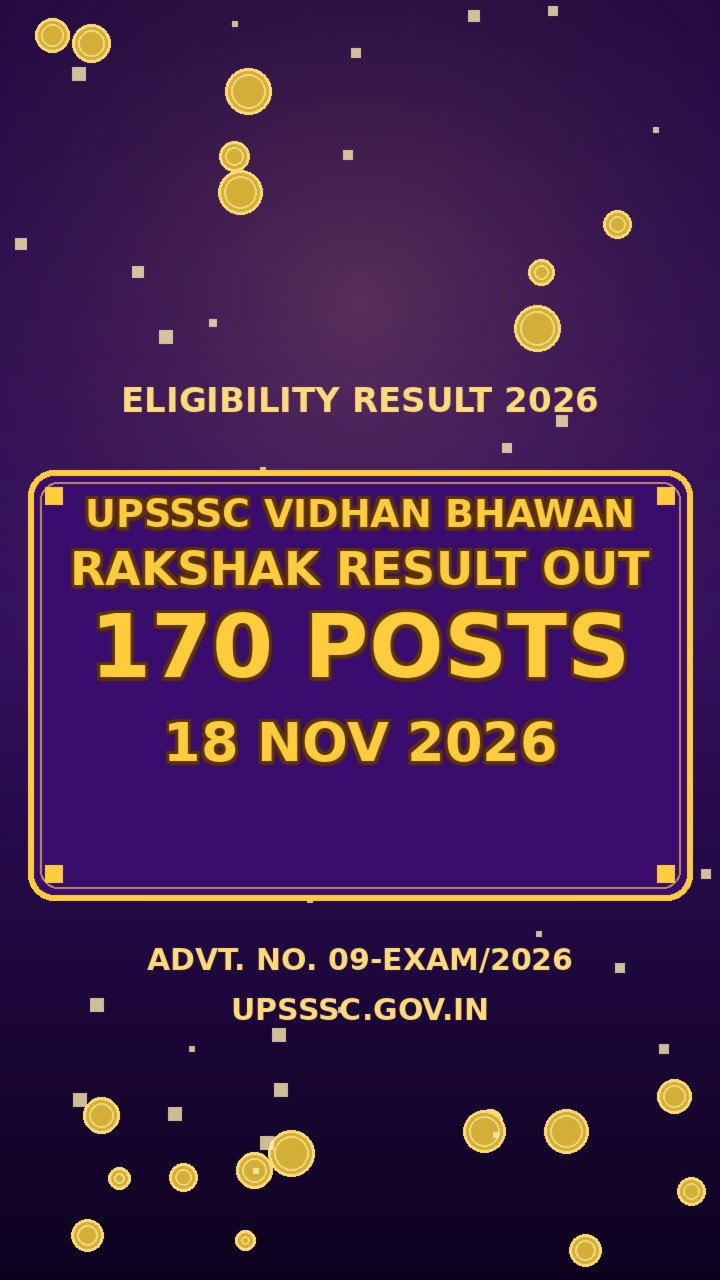 ELIGIBILITY RESULT 2026
UPSSSC VIDHAN BHAWAN
RAKSHAK RESULT OUT
170 POSTS
18 NOV 2026
ADVT. NO. 09-EXAM/2026
UPSSSC.GOV.IN